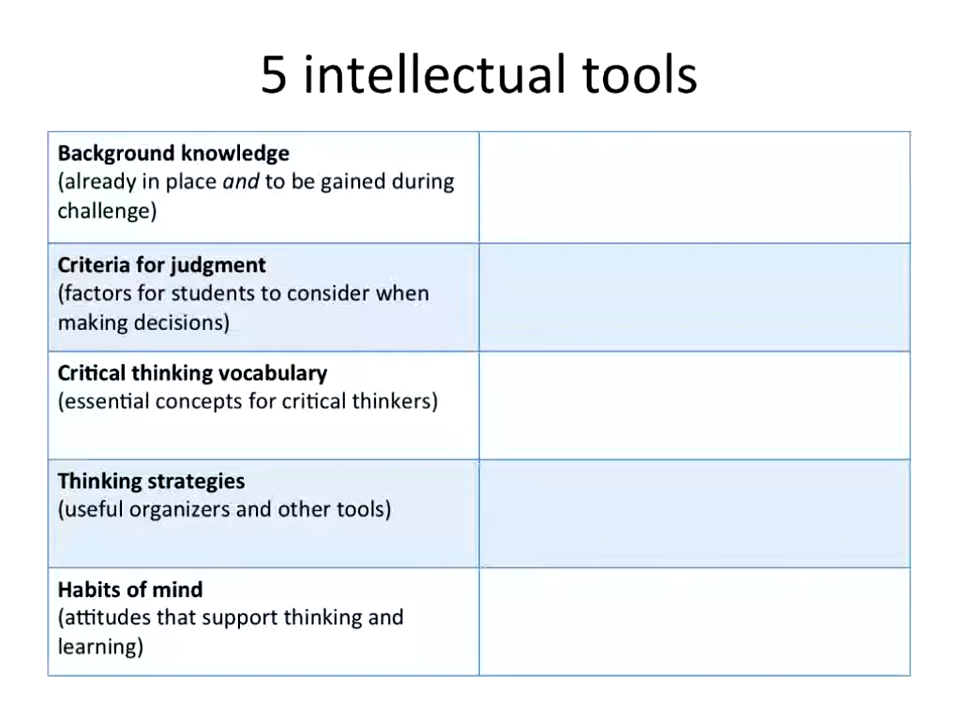 5 intellectual tools
Background knowledge
(already in place and to be gained during
challenge)
Criteria for judgment
(factors for students to consider when
making decisions)
Critical thinking vocabulary
(essential concepts for critical thinkers)
Thinking strategies
(useful organizers and other tools)
Habits of mind
(attitudes that support thinking and
learning)